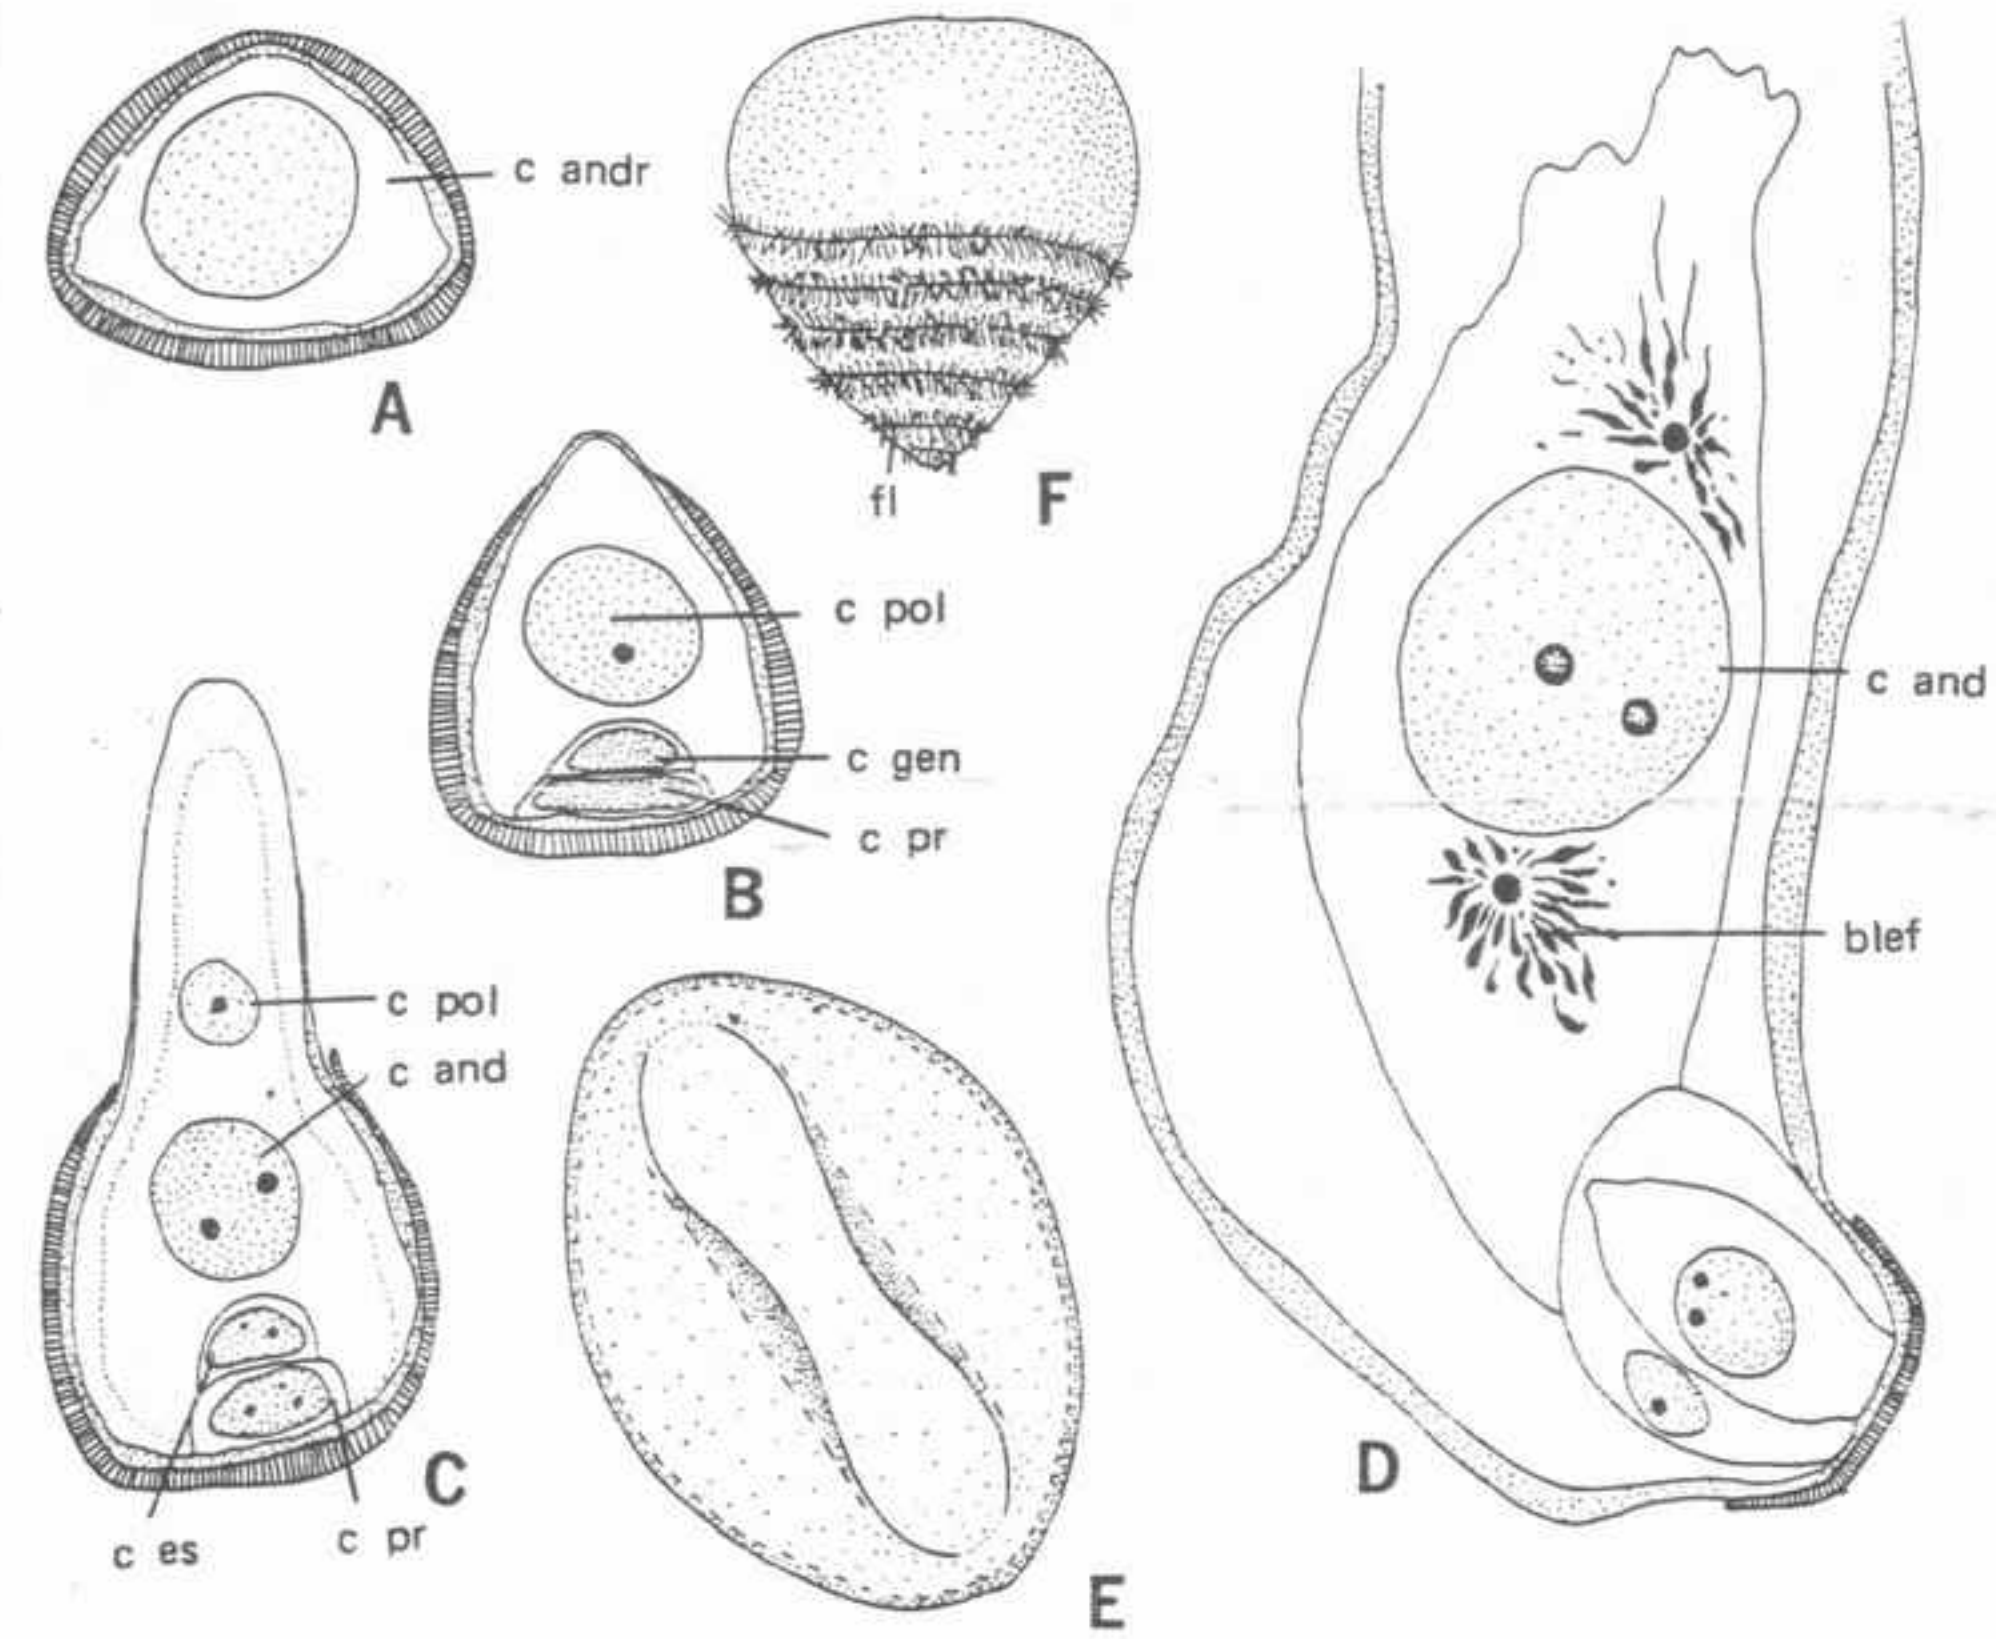 c andr
A
fl
F
c pol
c gen
c pr
B
c pol
c and
c es
c pr
C
c and
blef
D
E